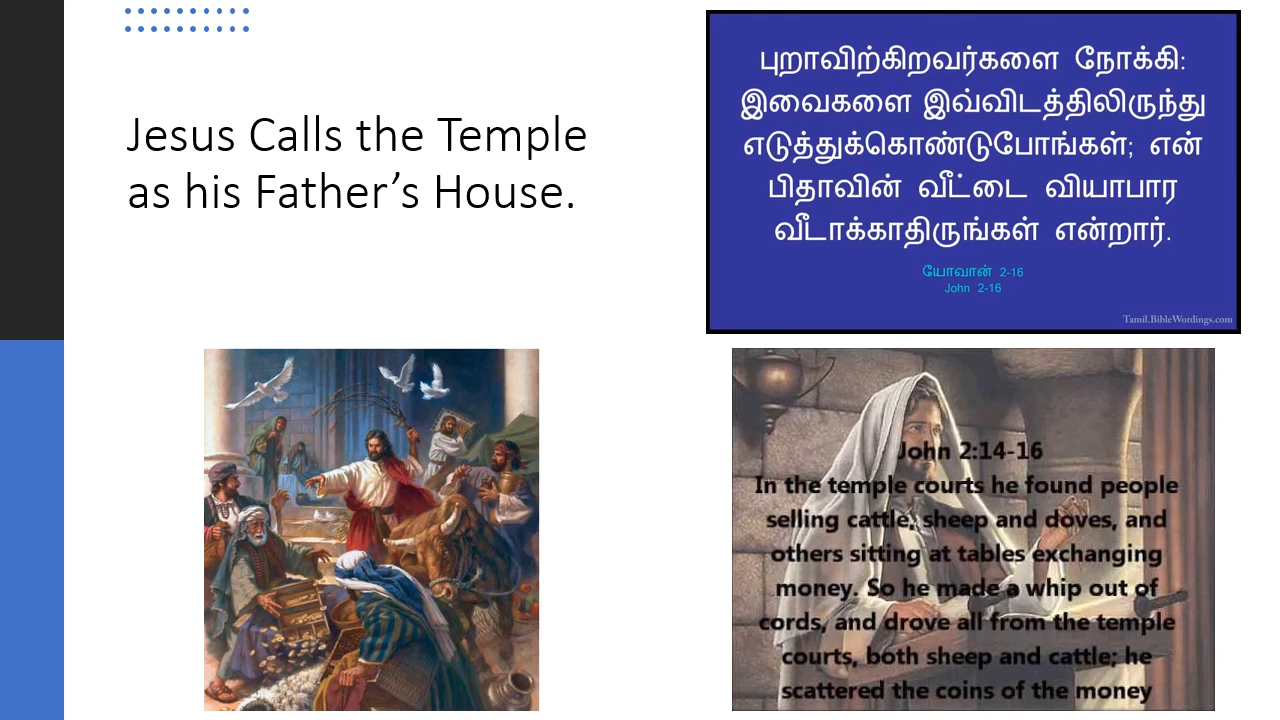 Jesus Calls the Temple
as his Father’s House.
புறாவிற்கிறவர்களை நோக்கி:
இவைகளை இவ்விடத்திலிருந்து
எடுத்துக்கொண்டுபோங்கள்; என்
பிதாவின் வீட்டை வியாபார
வீடாக்காதிருங்கள் என்றார்.
யோவான் 2-16
John 2-16
Tamil.BibleWordings.com
John 2:14-16
In the temple courts he found people
selling cattle, sheep and doves, and
others sitting at tables exchanging
money. So he made a whip out of
cords, and drove all from the temple
courts, both sheep and cattle; he
scattered the coins of the money